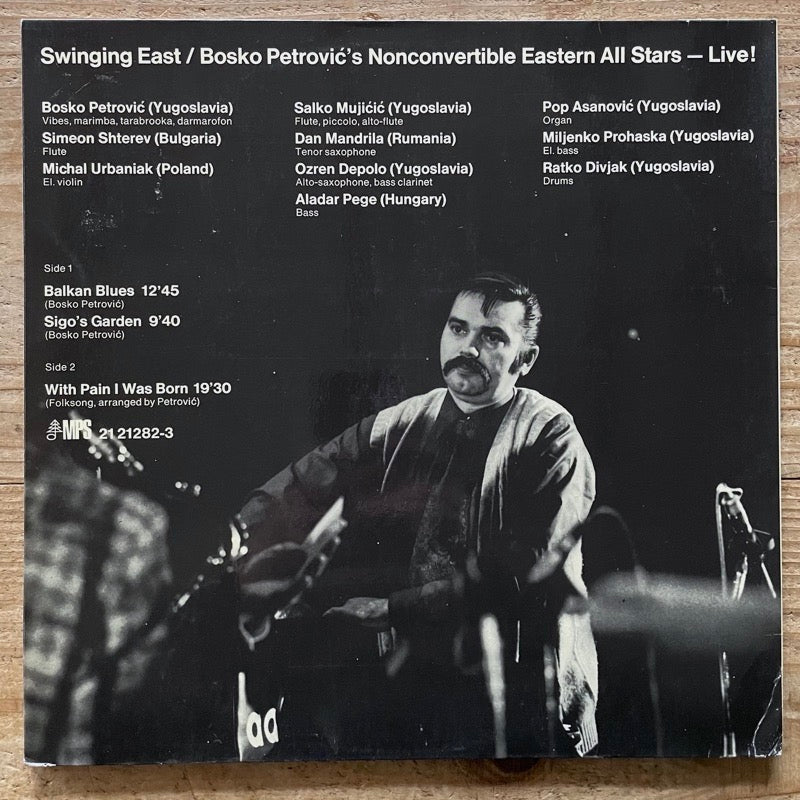 Swinging East / Bosko Petrović's Nonconvertible Eastern All Stars — Live!
Bosko Petrović (Yugoslavia)
Vibes, marimba, tarabrooka, darmarofon
Simeon Shterev (Bulgaria)
Flute
Michal Urbaniak (Poland)
El. violin
Salko Mujičić (Yugoslavia)
Flute, piccolo, alto-flute
Dan Mandrila (Rumania)
Tenor saxophone
Ozren Depolo (Yugoslavia)
Alto-saxophone, bass clarinet
Aladar Pege (Hungary)
Bass
Pop Asanović (Yugoslavia)
Organ
Miljenko Prohaska (Yugoslavia)
El. bass
Ratko Divjak (Yugoslavia)
Drums
Side 1
Balkan Blues 12'45
(Bosko Petrović)
Sigo's Garden 9'40
(Bosko Petrović)
Side 2
With Pain I Was Born 19'30
(Folksong, arranged by Petrović)
MPS 21 21282-3